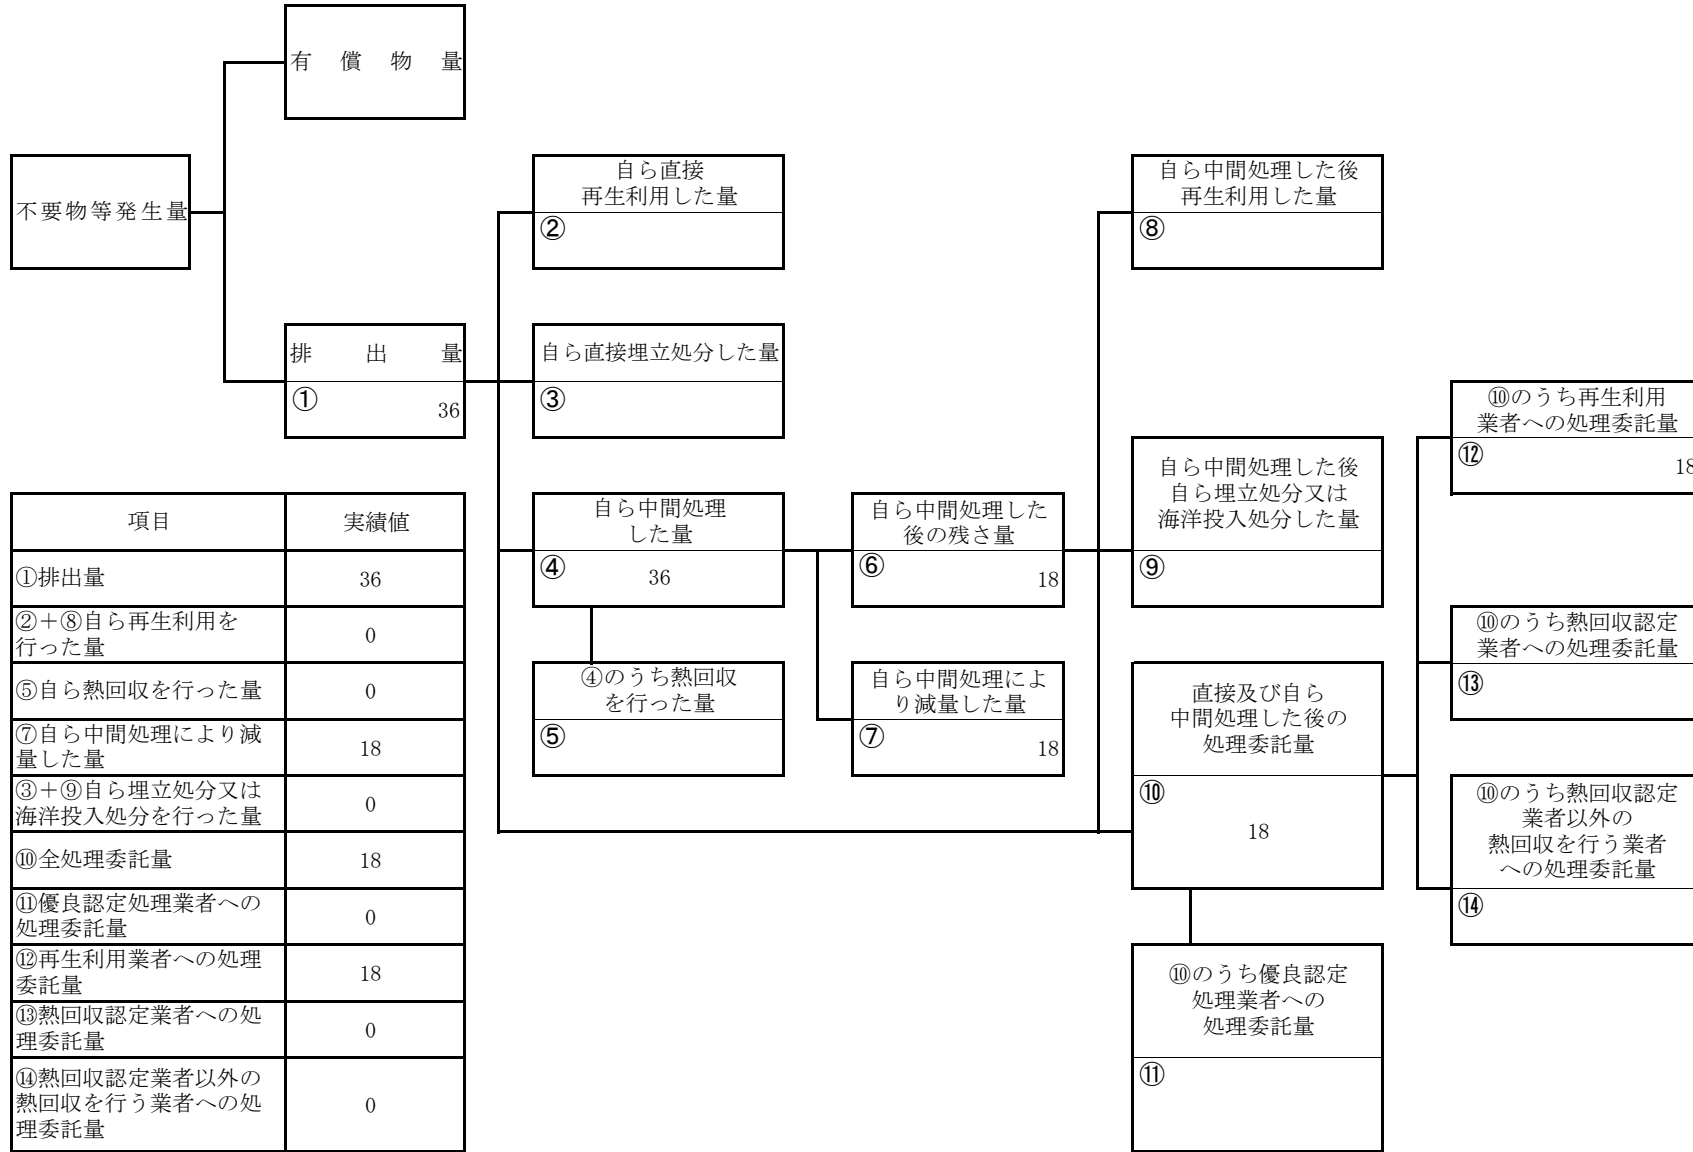 有償物量
不要物等発生量
排出量
① 36
自ら直接
再生利用した量
②
自ら直接埋立処分した量
③
自ら中間処理
した量
④ 36
④のうち熱回収
を行った量
⑤
自ら中間処理した
後の残さ量
⑥ 18
自ら中間処理によ
り減量した量
⑦ 18
自ら中間処理した後
再生利用した量
⑧
自ら中間処理した後
自ら埋立処分又は
海洋投入処分した量
⑨
直接及び自ら
中間処理した後の
処理委託量
⑩
18
⑩のうち優良認定
処理業者への
処理委託量
⑪
⑩のうち再生利用
業者への処理委託量
⑫ 18
⑩のうち熱回収認定
業者への処理委託量
⑬
⑩のうち熱回収認定
業者以外の
熱回収を行う業者
への処理委託量
⑭
項目 実績値
①排出量 36
②＋⑧自ら再生利用を
行った量 0
⑤自ら熱回収を行った量 0
⑦自ら中間処理により減
量した量 18
③＋⑨自ら埋立処分又は
海洋投入処分を行った量 0
⑩全処理委託量 18
⑪優良認定処理業者への
処理委託量 0
⑫再生利用業者への処理
委託量 18
⑬熱回収認定業者への処
理委託量 0
⑭熱回収認定業者以外の
熱回収を行う業者への処
理委託量 0